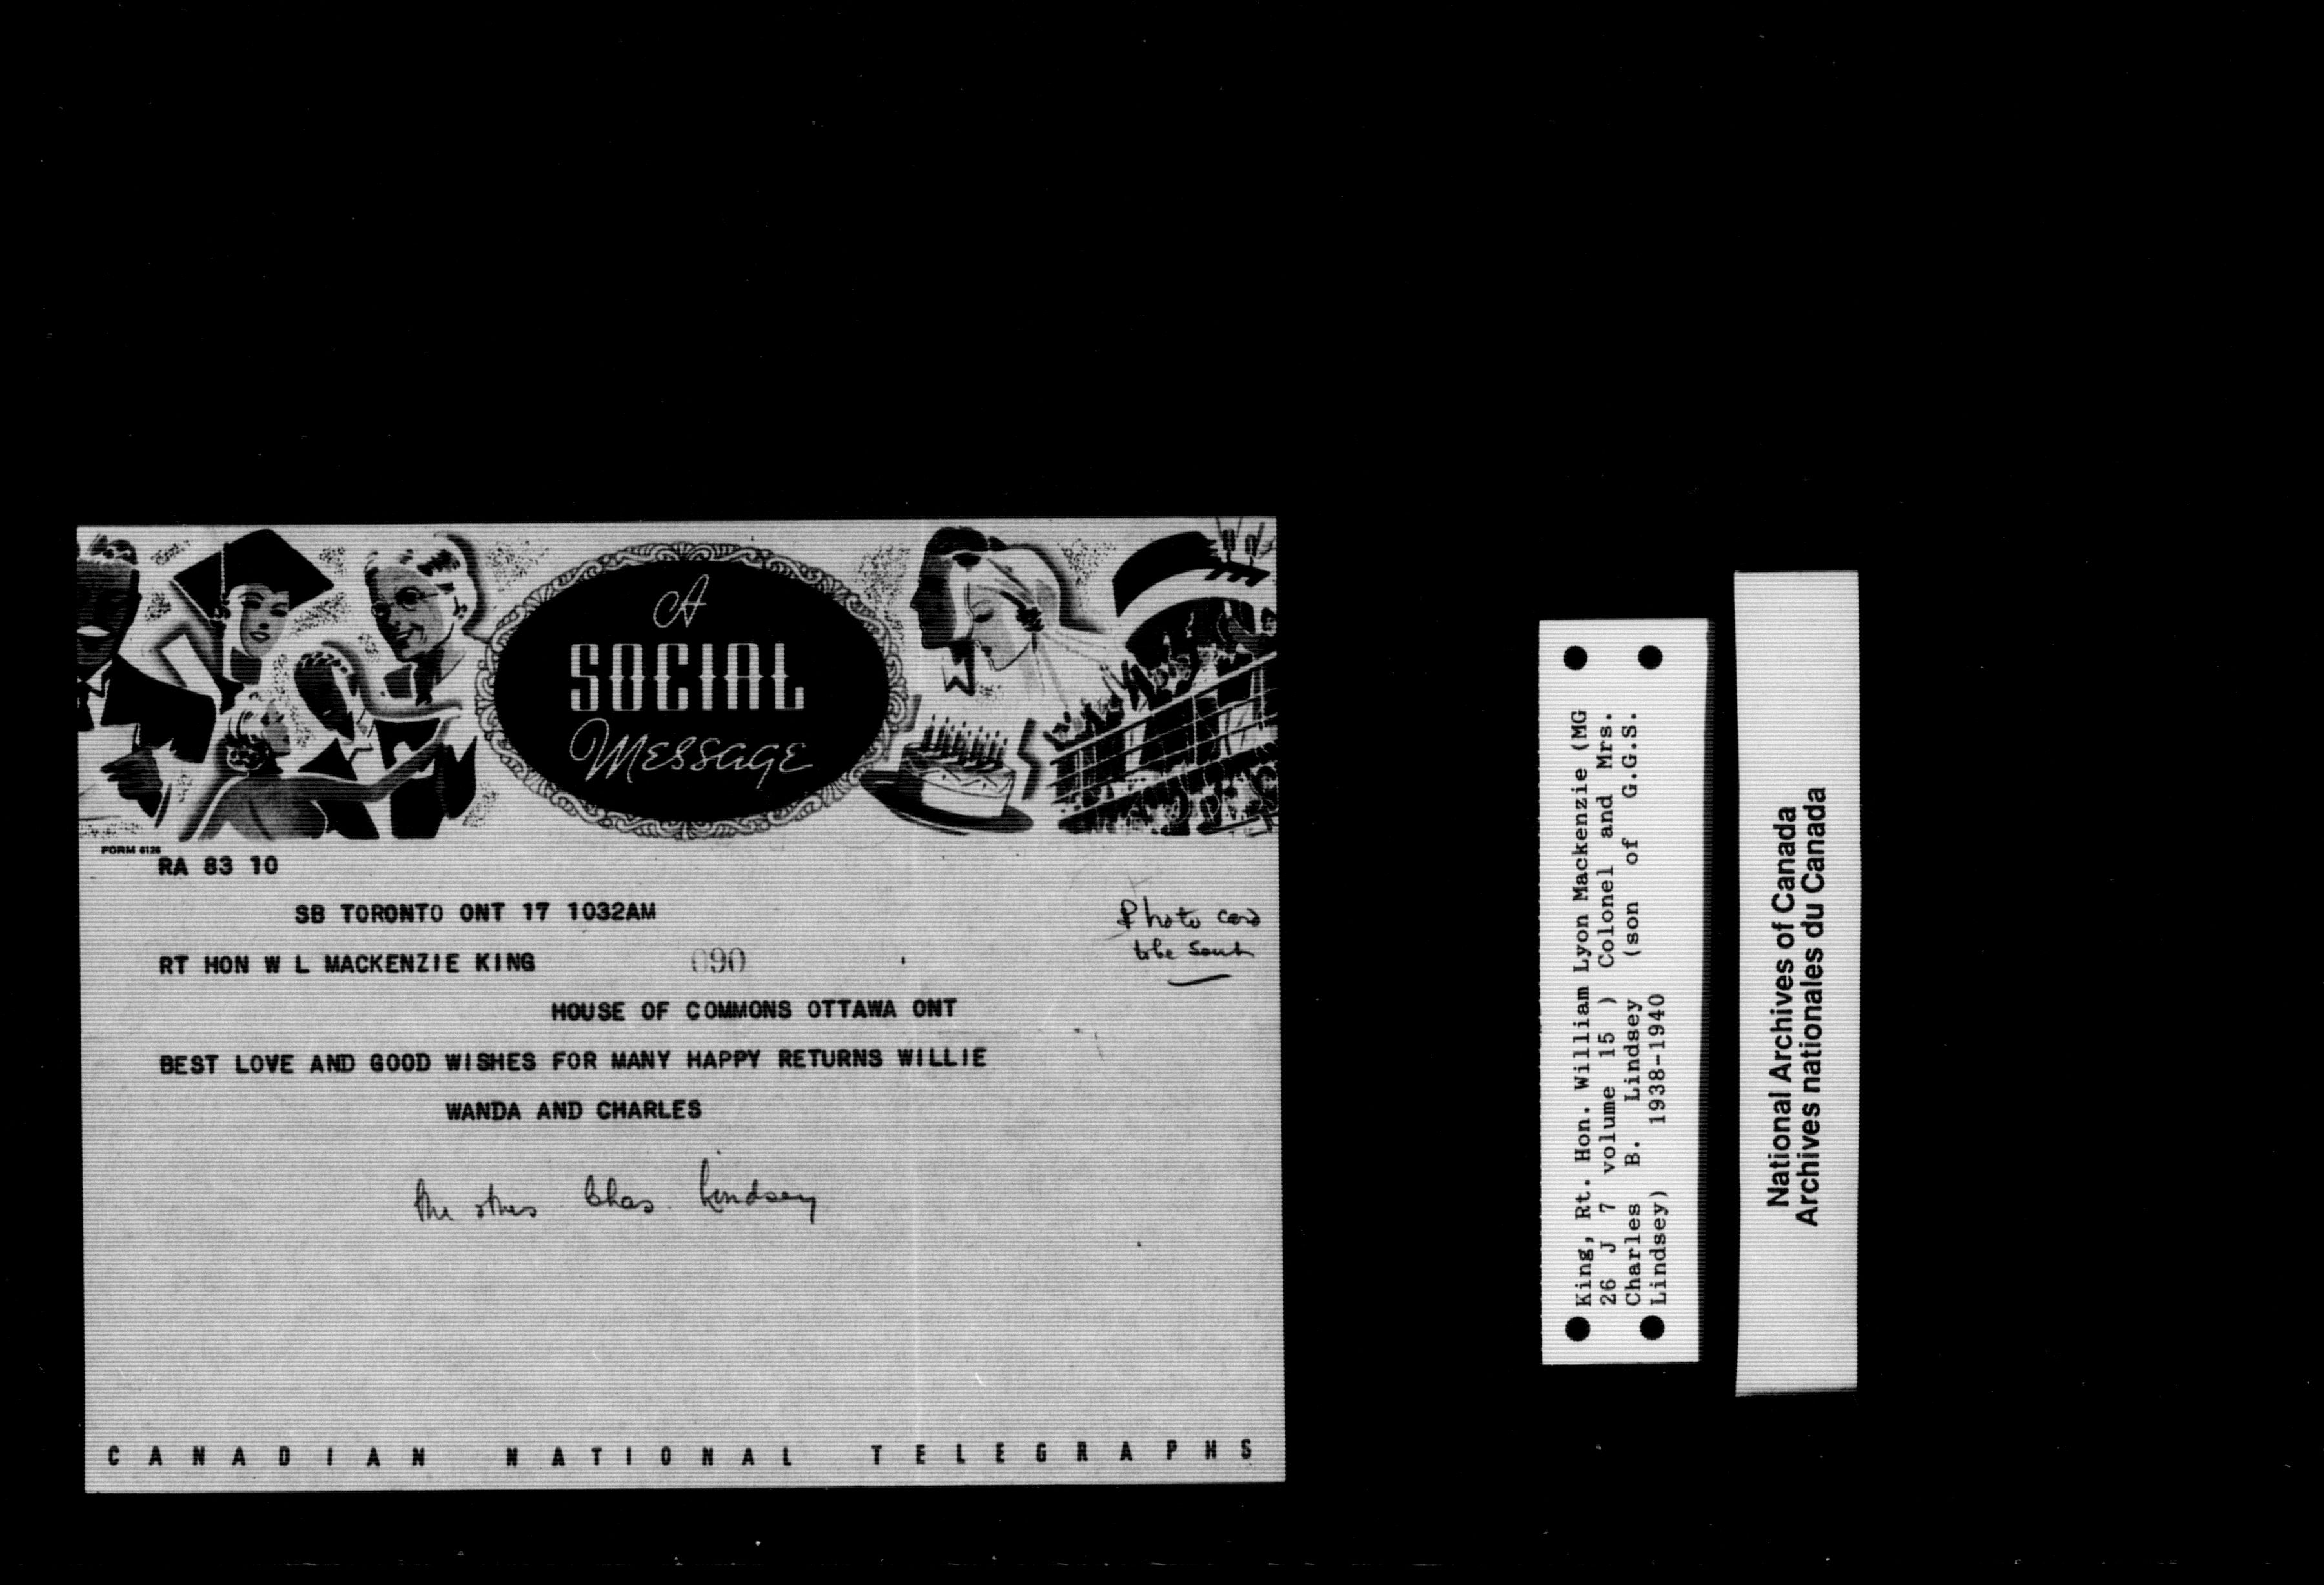 A
SOCIAL
Message
FORM 6126
RA 83 10
SB TORONTO ONT 17 1032AM
Photo card
to be sent
RT HON W L MACKENZIE KING 090
HOUSE OF COMMONS OTTAWA ONT
BEST LOVE AND GOOD WISHES FOR MANY HAPPY RETURNS WILLIE
WANDA AND CHARLES
Chas. Lindsey
CANADIAN NATIONAL TELEGRAPHS
King, Rt. Hon. William Lyon Mackenzie (MG
26 J 7 volume 15 ) Colonel and Mrs.
Charles B. Lindsey (son of G.G.S.
Lindsey) 1938-1940
National Archives of Canada
Archives nationales du Canada